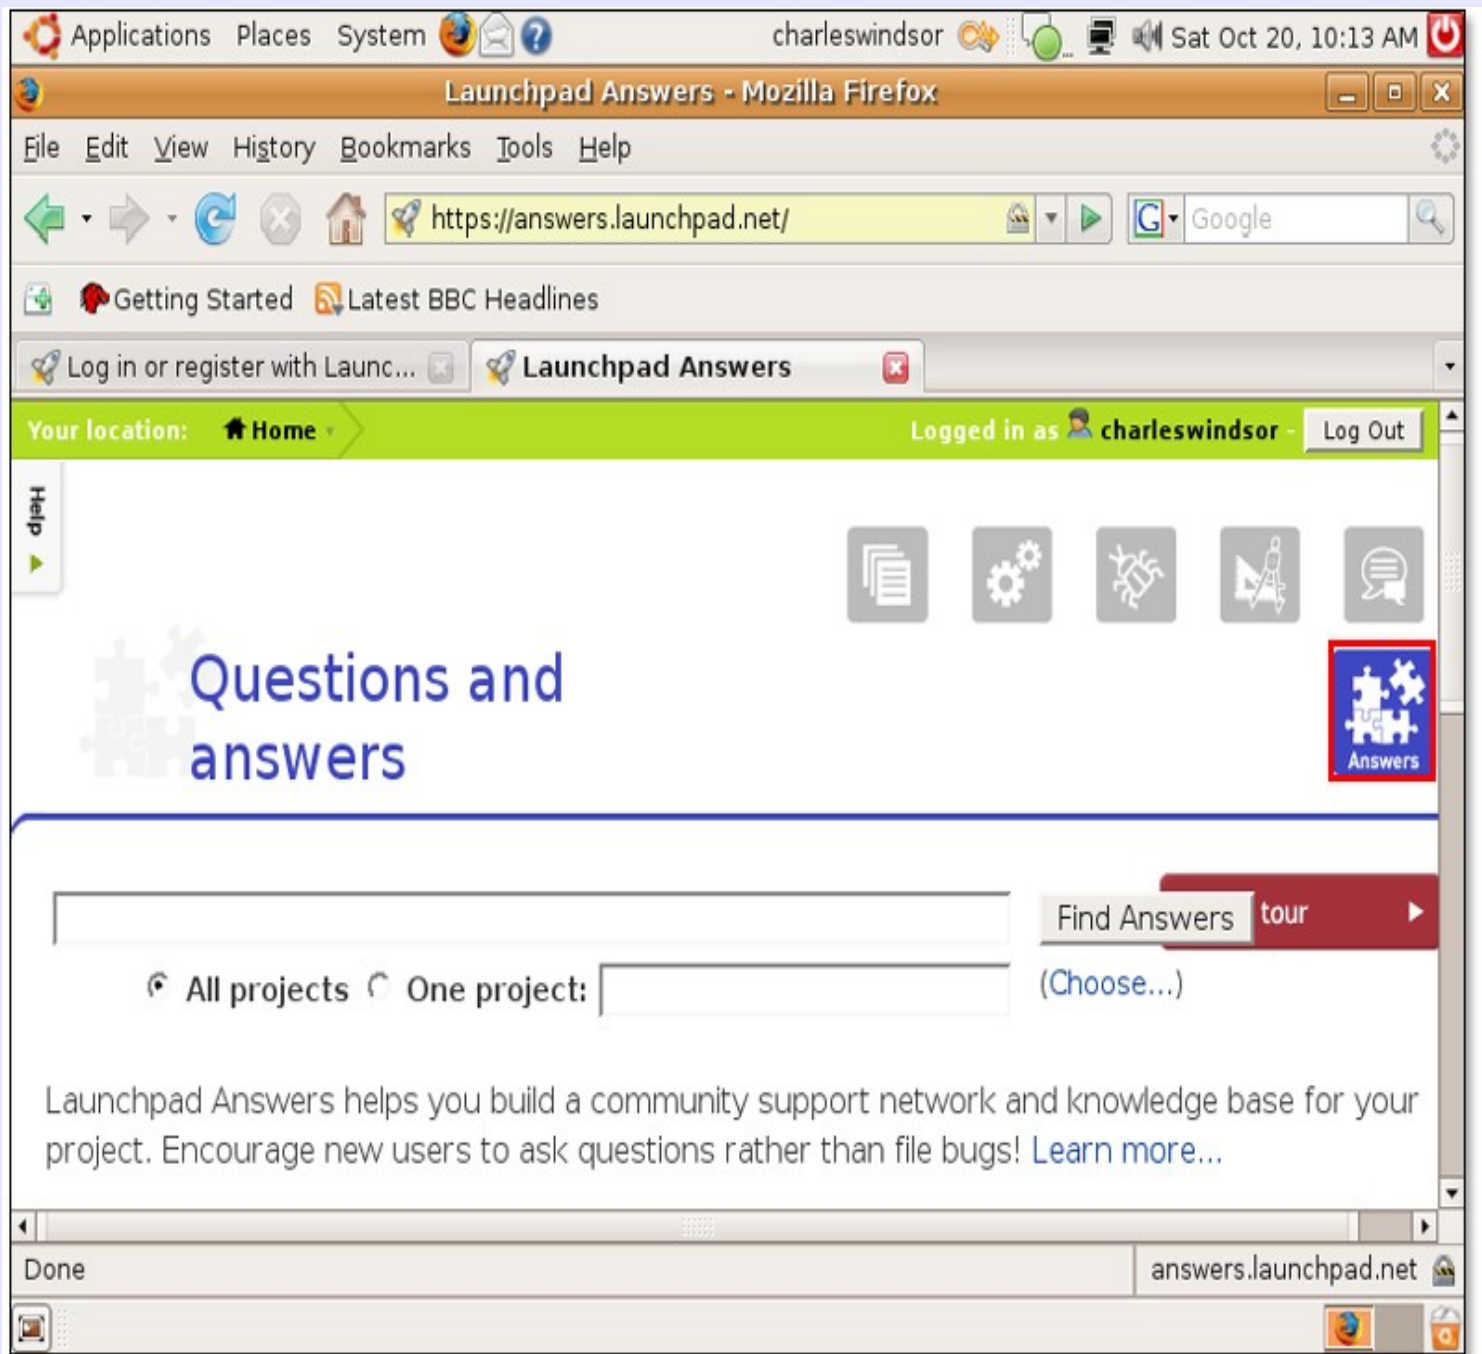 Applications Places System charleswindsor Sat Oct 20, 10:13 AM
Launchpad Answers - Mozilla Firefox
File Edit View History Bookmarks Tools Help
https://answers.launchpad.net/ G Google
Getting Started Latest BBC Headlines
Log in or register with Launc... Launchpad Answers
Your location: Home Logged in as charleswindsor - Log Out
Help
Questions and
answers
Answers
Find Answers tour
All projects One project: (Choose...)
Launchpad Answers helps you build a community support network and knowledge base for your
project. Encourage new users to ask questions rather than file bugs! Learn more...
Done answers.launchpad.net